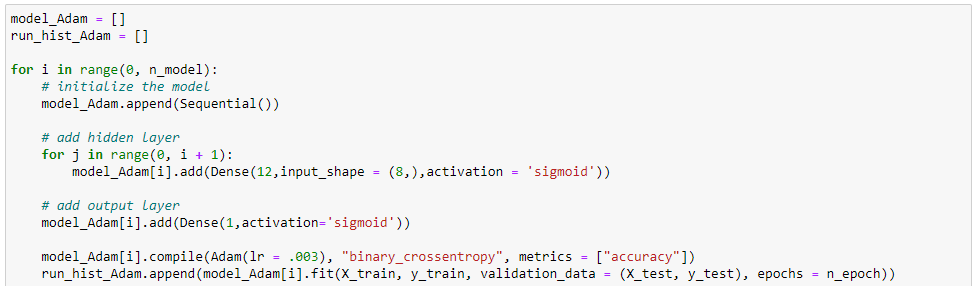 model_Adam = []
run_hist_Adam = []
for i in range(0, n_model):
    # initialize the model
    model_Adam.append(Sequential())
    # add hidden layer
    for j in range(0, i + 1):
        model_Adam[i].add(Dense(12,input_shape = (8,),activation = 'sigmoid'))
    # add output layer
    model_Adam[i].add(Dense(1,activation='sigmoid'))
    model_Adam[i].compile(Adam(lr = .003), "binary_crossentropy", metrics = ["accuracy"])
    run_hist_Adam.append(model_Adam[i].fit(X_train, y_train, validation_data = (X_test, y_test), epochs = n_epoch))